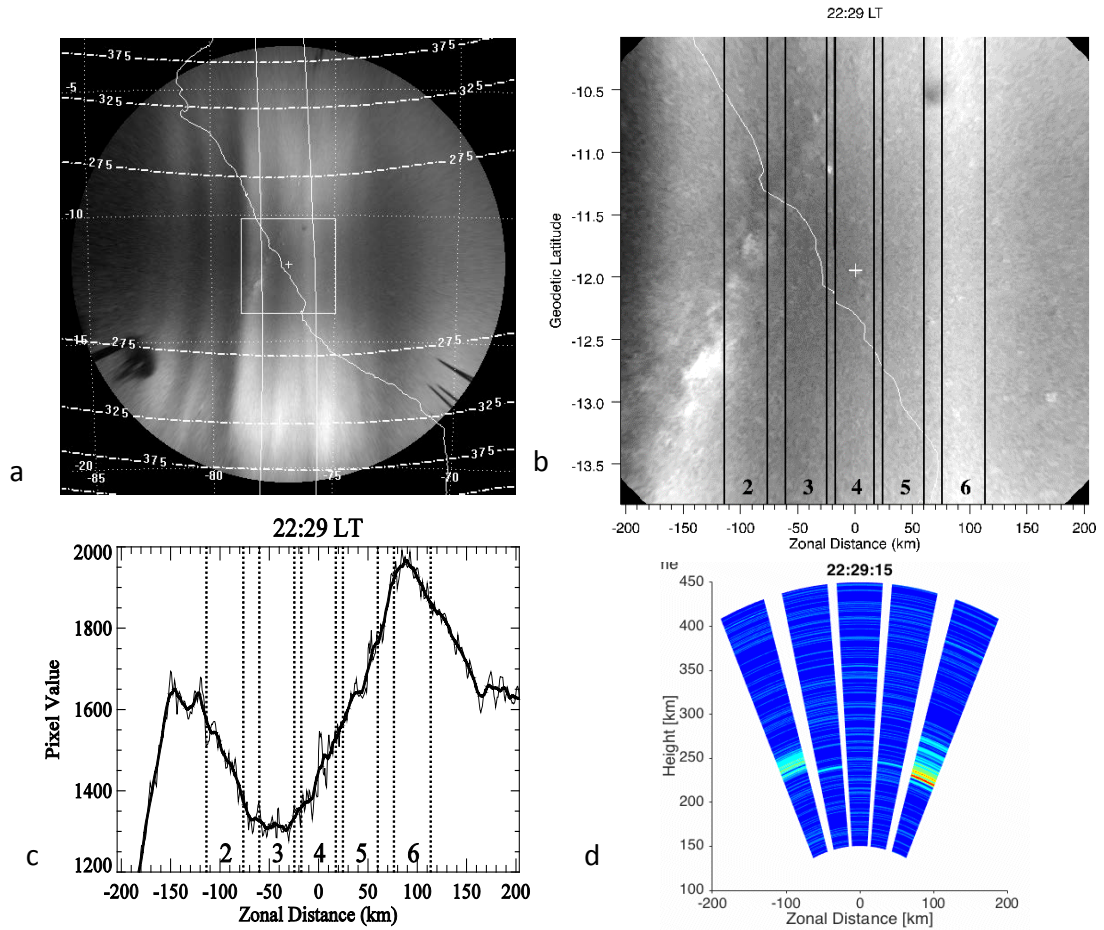 375
375
-5
325
325
275
275
-10
-15
275
275
325
325
375
375
-20
-85
-80
-75
-70
a
22:29 LT
Geodetic Latitude
-10.5
-11.0
-11.5
-12.0
-12.5
-13.0
-13.5
2 3 4 5 6
-200 -150 -100 -50 0 50 100 150 200
Zonal Distance (km)
b
22:29 LT
Pixel Value
2000
1800
1600
1400
1200
2 3 4 5 6
-200 -150 -100 -50 0 50 100 150 200
Zonal Distance (km)
c
22:29:15
Height [km]
450
400
350
300
250
200
150
100
-200 -100 0 100 200
Zonal Distance [km]
d